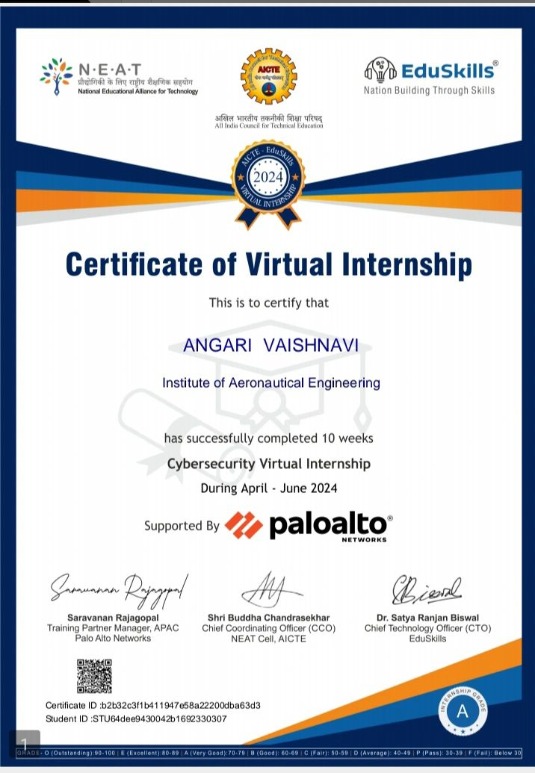 N·E·A·T
प्रौद्योगिकी के लिए राष्ट्रीय शैक्षणिक सहयोग
National Educational Alliance for Technology
AICTE
अखिल भारतीय तकनीकी शिक्षा परिषद्
All India Council for Technical Education
EduSkills®
Nation Building Through Skills
AICTE - EduSkills
2024
VIRTUAL INTERNSHIP
Certificate of Virtual Internship
This is to certify that
ANGARI VAISHNAVI
Institute of Aeronautical Engineering
has successfully completed 10 weeks
Cybersecurity Virtual Internship
During April - June 2024
Supported By paloalto®
NETWORKS
Saravanan Rajagopal
Saravanan Rajagopal
Training Partner Manager, APAC
Palo Alto Networks
Shri Buddha Chandrasekhar
Chief Coordinating Officer (CCO)
NEAT Cell, AICTE
Dr. Satya Ranjan Biswal
Chief Technology Officer (CTO)
EduSkills
Certificate ID :b2b32c3f1b411947e58a22200dba63d3
Student ID :STU64dee9430042b1692330307
INTERNSHIP GRADE
A
1
GRADE- O (Outstanding):90-100 | E (Excellent):80-89 | A (Very Good):70-79 | B (Good): 60-69 | C (Fair): 50-59 | D (Average): 40-49 | P (Pass): 30-39 | F (Fail): Below 30